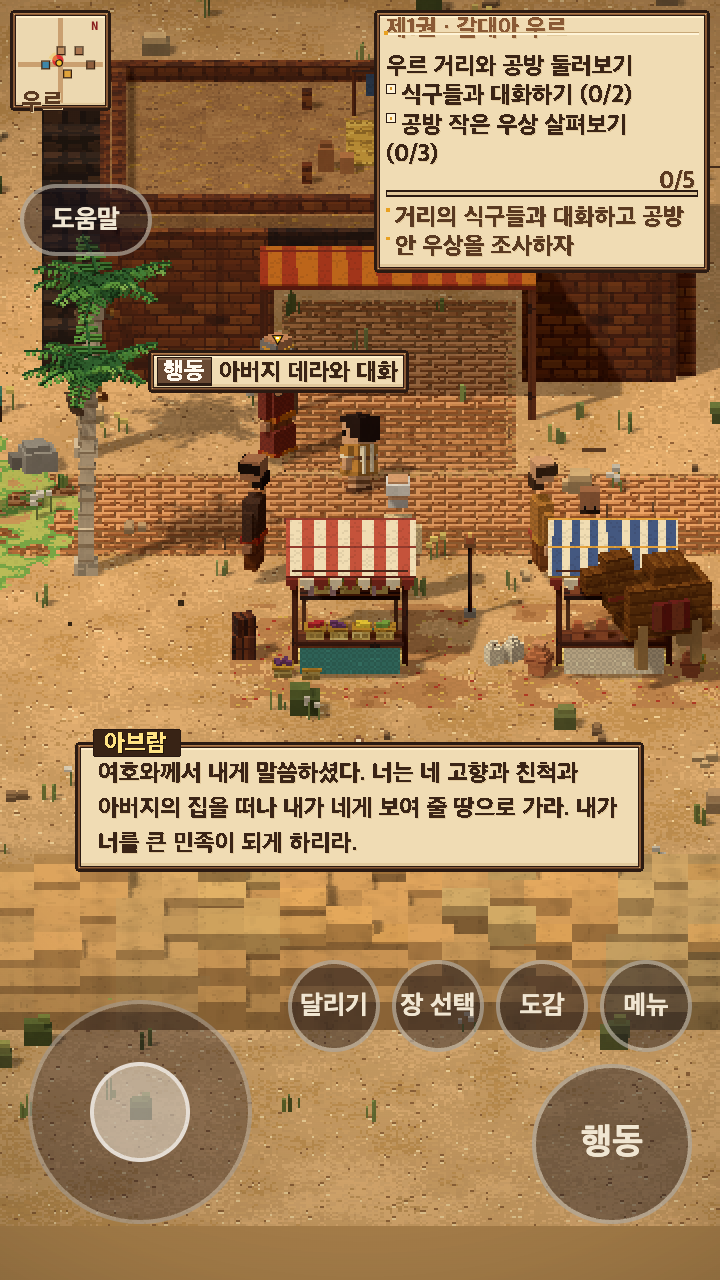 N
우르
제1권 · 갈대아 우르
우르 거리와 공방 둘러보기
식구들과 대화하기 (0/2)
공방 작은 우상 살펴보기
(0/3)
0/5
거리의 식구들과 대화하고 공방
안 우상을 조사하자
도움말
행동 아버지 데라와 대화
아브람
여호와께서 내게 말씀하셨다. 너는 네 고향과 친척과
아버지의 집을 떠나 내가 네게 보여 줄 땅으로 가라. 내가
너를 큰 민족이 되게 하리라.
달리기
장 선택
도감
메뉴
행동